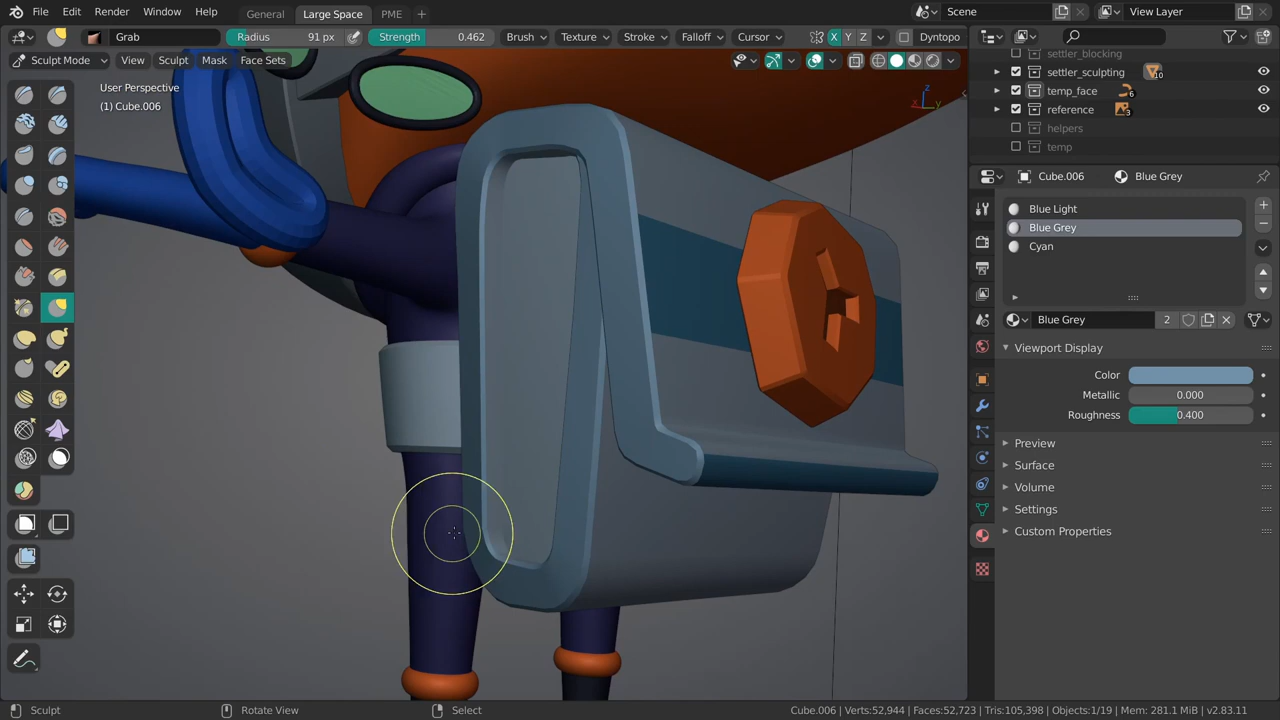 File Edit Render Window Help General Large Space PME + Scene View Layer
Grab Radius 91 px Strength 0.462 Brush Texture Stroke Falloff Cursor X Y Z Dyntopo
Sculpt Mode View Sculpt Mask Face Sets
User Perspective
(1) Cube.006
z
x
y
settler_blocking
settler_sculpting 10
temp_face 6
reference 3
helpers
temp
Cube.006 Blue Grey
Blue Light
Blue Grey
Cyan
Blue Grey 2
Viewport Display
Color
Metallic 0.000
Roughness 0.400
Preview
Surface
Volume
Settings
Custom Properties
Sculpt Rotate View Select Cube.006 | Verts:52,944 | Faces:52,723 | Tris:105,398 | Objects:1/19 | Mem: 281.1 MiB | v2.83.11